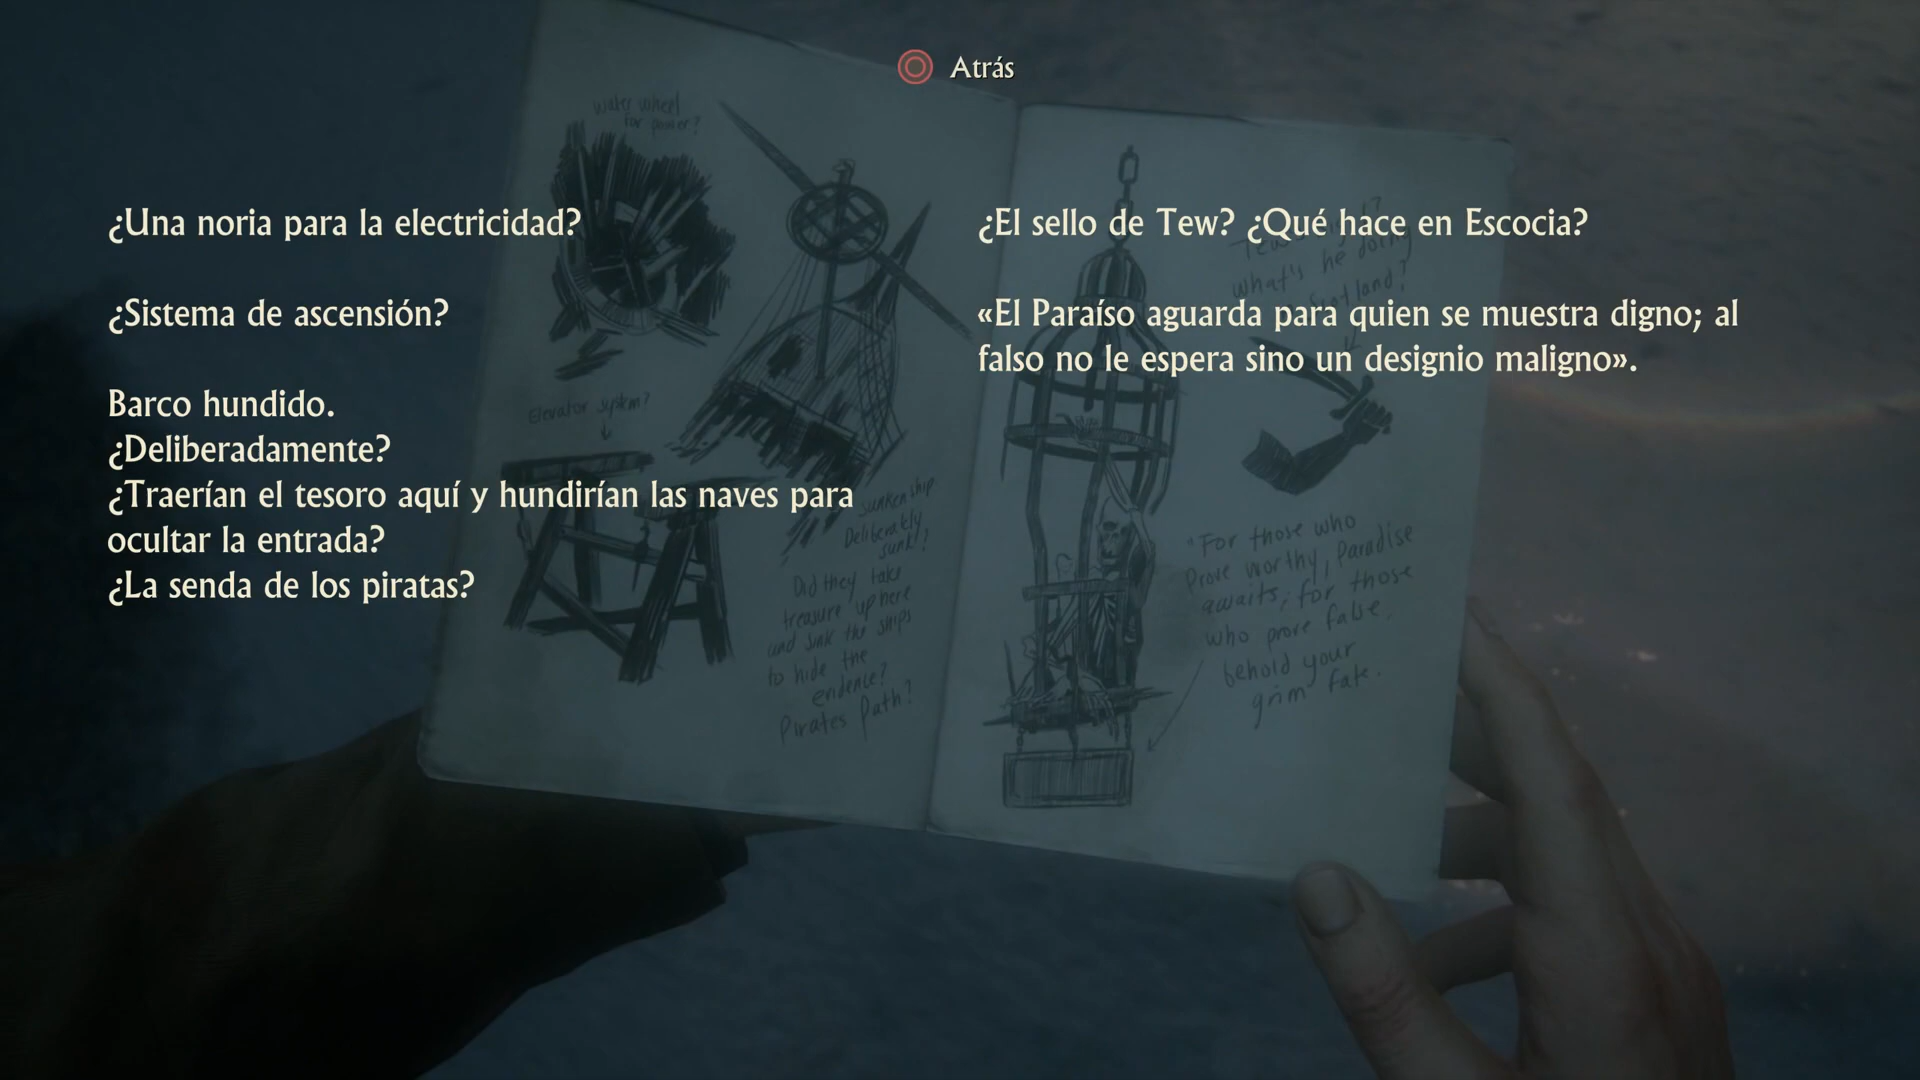 Atrás
¿Una noria para la electricidad?
¿Sistema de ascensión?
Barco hundido.
¿Deliberadamente?
¿Traerían el tesoro aquí y hundirían las naves para
ocultar la entrada?
¿La senda de los piratas?
¿El sello de Tew? ¿Qué hace en Escocia?
«El Paraíso aguarda para quien se muestra digno; al
falso no le espera sino un designio maligno».
water wheel
for power?
Elevator system?
sunken ship.
Deliberately
sunk!?
Did they take
treasure up here
and sink the ships
to hide the
Pirates Path?
what's he doing
Scotland?
"For those who
Prove worthy, Paradise
awaits; for those
who prove false,
behold your
grim fate.